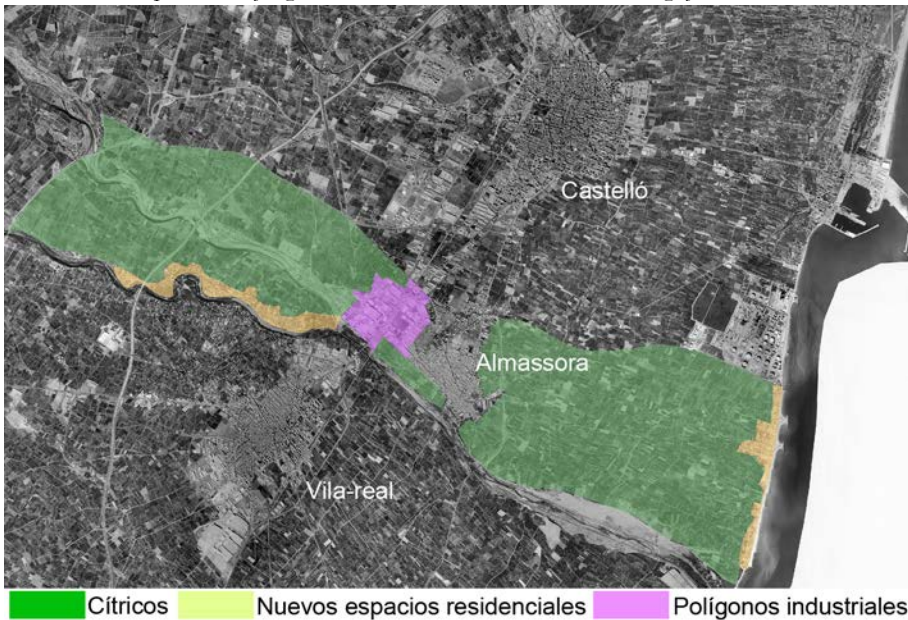 Castelló
Almassora
Vila-real
Cítricos
Nuevos espacios residenciales
Polígonos industriales